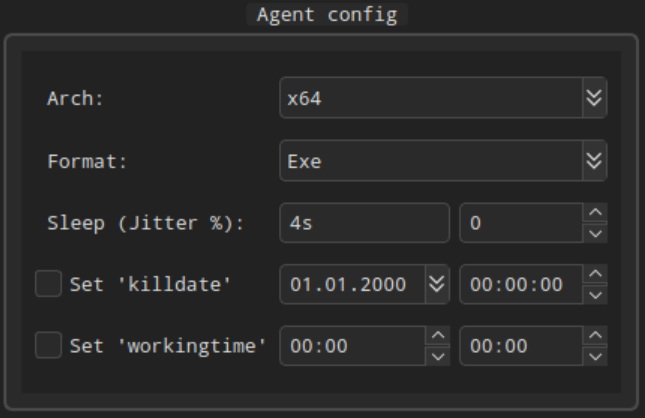 Agent config
Arch: x64
Format: Exe
Sleep (Jitter %): 4s 0
Set 'killdate' 01.01.2000 00:00:00
Set 'workingtime' 00:00 00:00